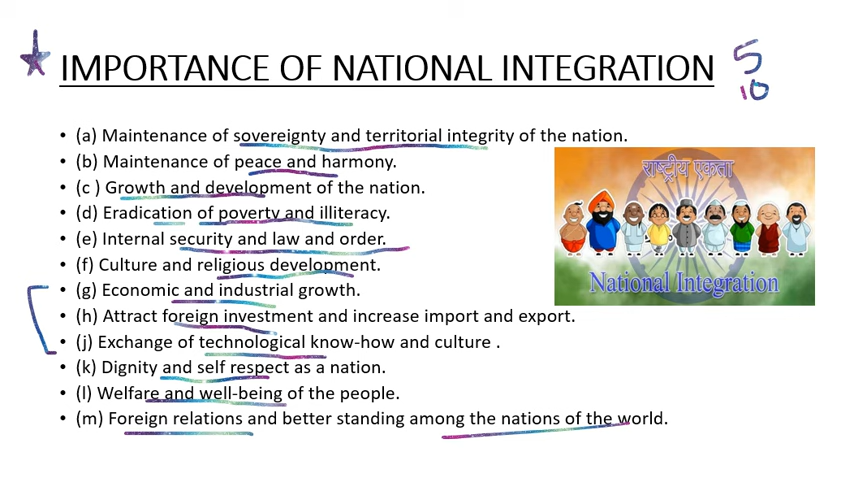 IMPORTANCE OF NATIONAL INTEGRATION
5
10
• (a) Maintenance of sovereignty and territorial integrity of the nation.
• (b) Maintenance of peace and harmony.
• (c ) Growth and development of the nation.
• (d) Eradication of poverty and illiteracy.
• (e) Internal security and law and order.
• (f) Culture and religious development.
• (g) Economic and industrial growth.
• (h) Attract foreign investment and increase import and export.
• (j) Exchange of technological know-how and culture .
• (k) Dignity and self respect as a nation.
• (l) Welfare and well-being of the people.
• (m) Foreign relations and better standing among the nations of the world.
राष्ट्रीय एकता
National Integration